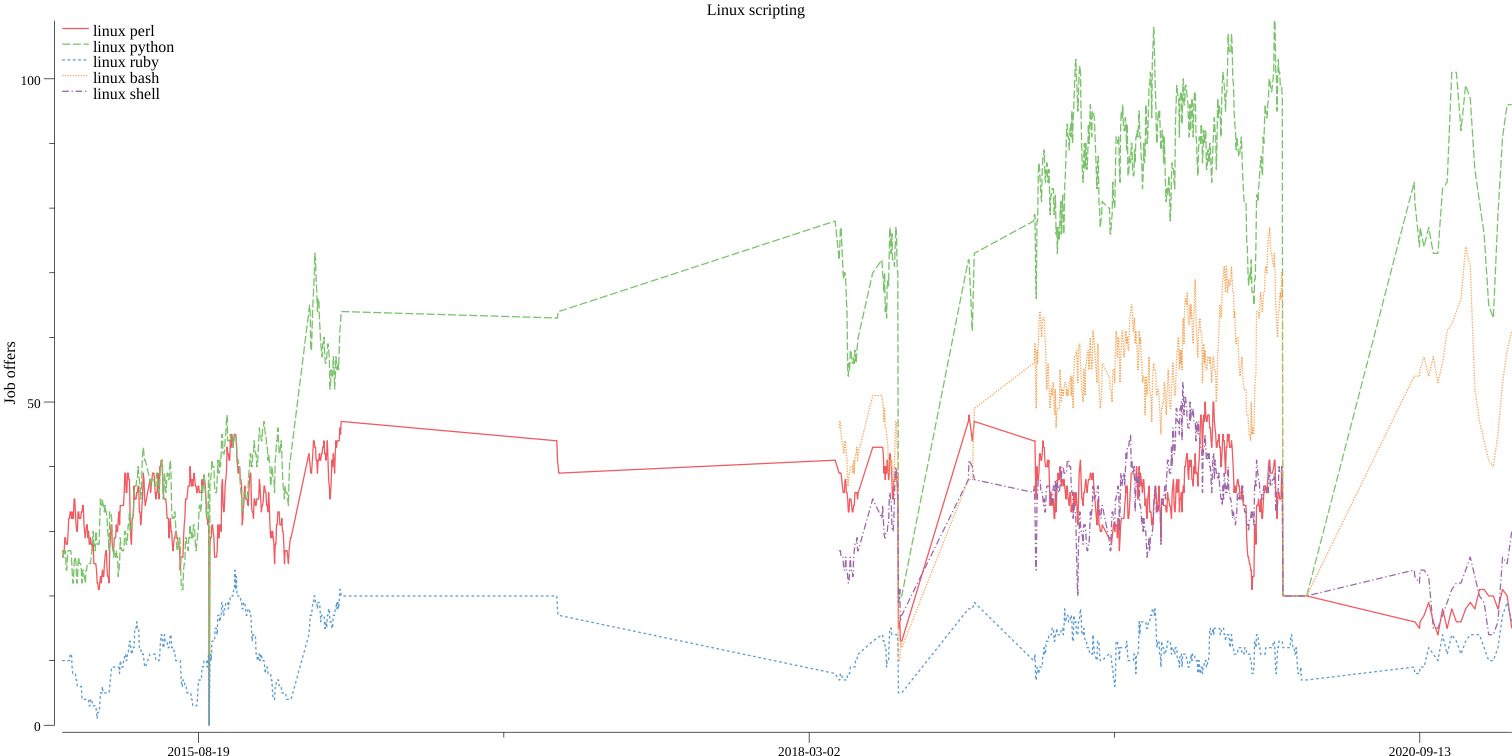 Linux scripting
linux perl
linux python
linux ruby
linux bash
linux shell
Job offers
100
50
0
2015-08-19
2018-03-02
2020-09-13